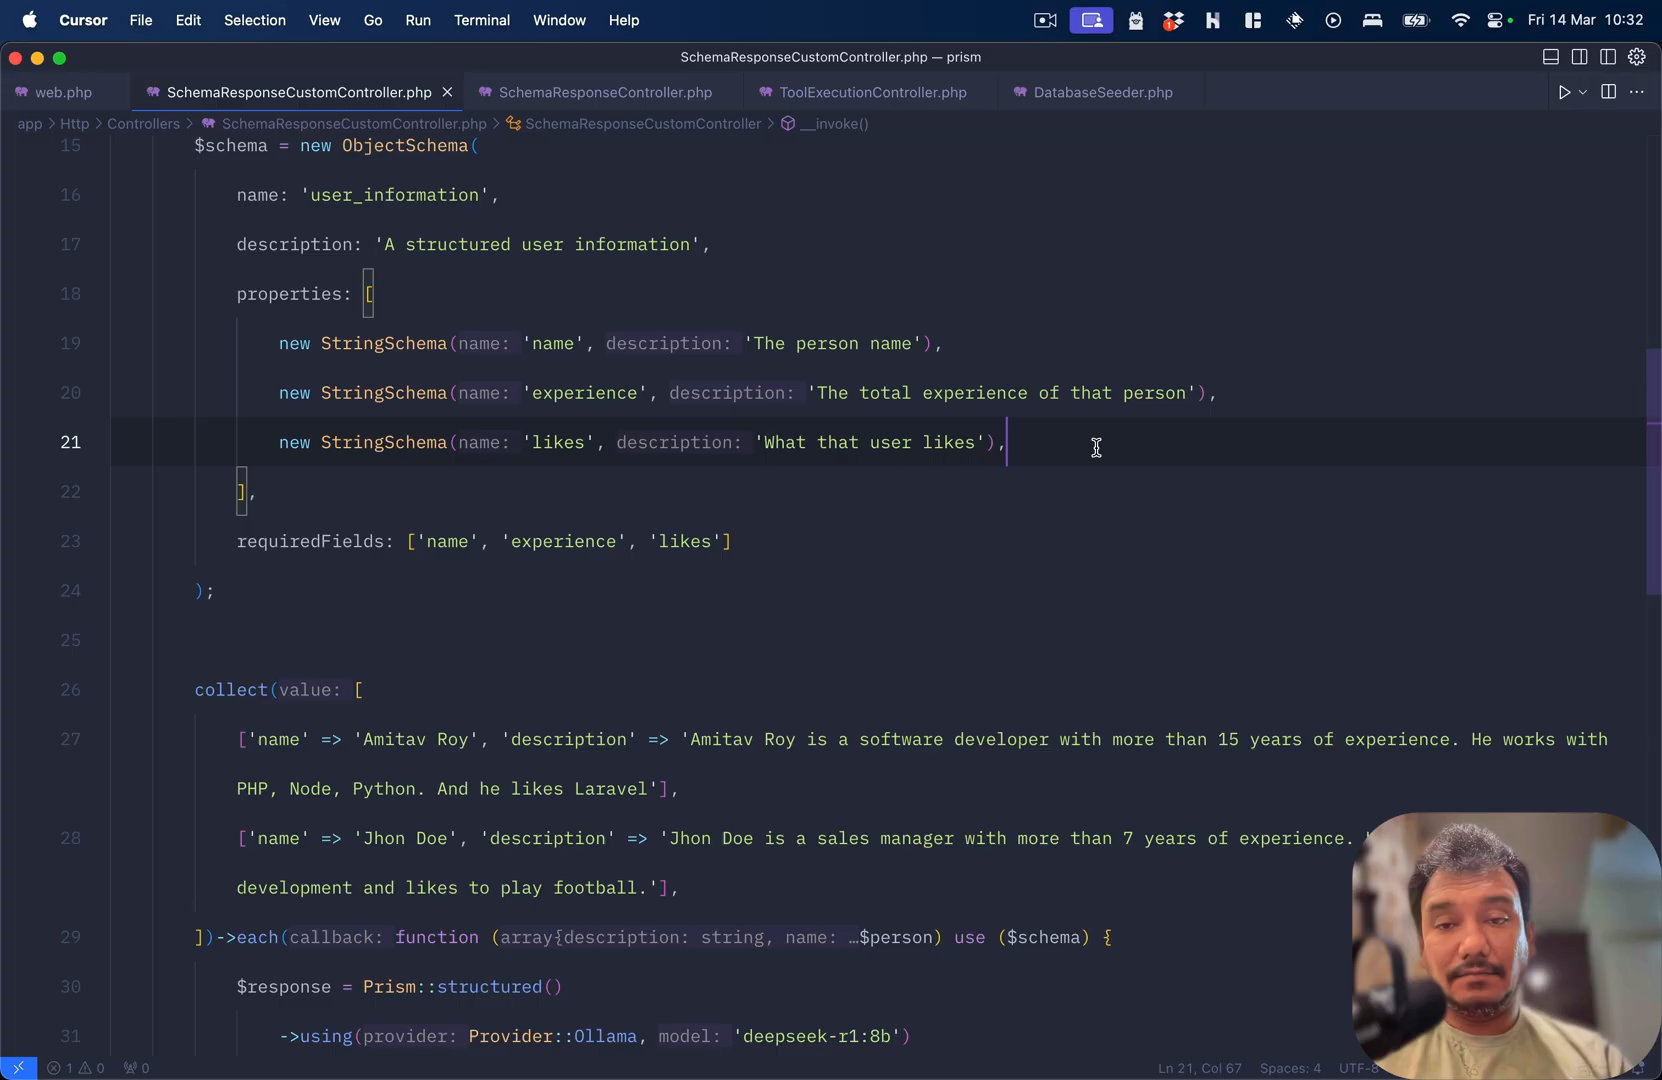 Cursor File Edit Selection View Go Run Terminal Window Help Fri 14 Mar 10:32
SchemaResponseCustomController.php — prism
web.php SchemaResponseCustomController.php SchemaResponseController.php ToolExecutionController.php DatabaseSeeder.php
app > Http > Controllers > SchemaResponseCustomController.php > SchemaResponseCustomController > __invoke()
15 $schema = new ObjectSchema(
16 name: 'user_information',
17 description: 'A structured user information',
18 properties: [
19 new StringSchema(name: 'name', description: 'The person name'),
20 new StringSchema(name: 'experience', description: 'The total experience of that person'),
21 new StringSchema(name: 'likes', description: 'What that user likes'),
22 ],
23 requiredFields: ['name', 'experience', 'likes']
24 );
25
26 collect(value: [
27 ['name' => 'Amitav Roy', 'description' => 'Amitav Roy is a software developer with more than 15 years of experience. He works with
PHP, Node, Python. And he likes Laravel'],
28 ['name' => 'Jhon Doe', 'description' => 'Jhon Doe is a sales manager with more than 7 years of experience.
development and likes to play football.'],
29 ])->each(callback: function (array{description: string, name: …$person) use ($schema) {
30 $response = Prism::structured()
31 ->using(provider: Provider::Ollama, model: 'deepseek-r1:8b')
1 0 0 Ln 21, Col 67 Spaces: 4 UTF-8